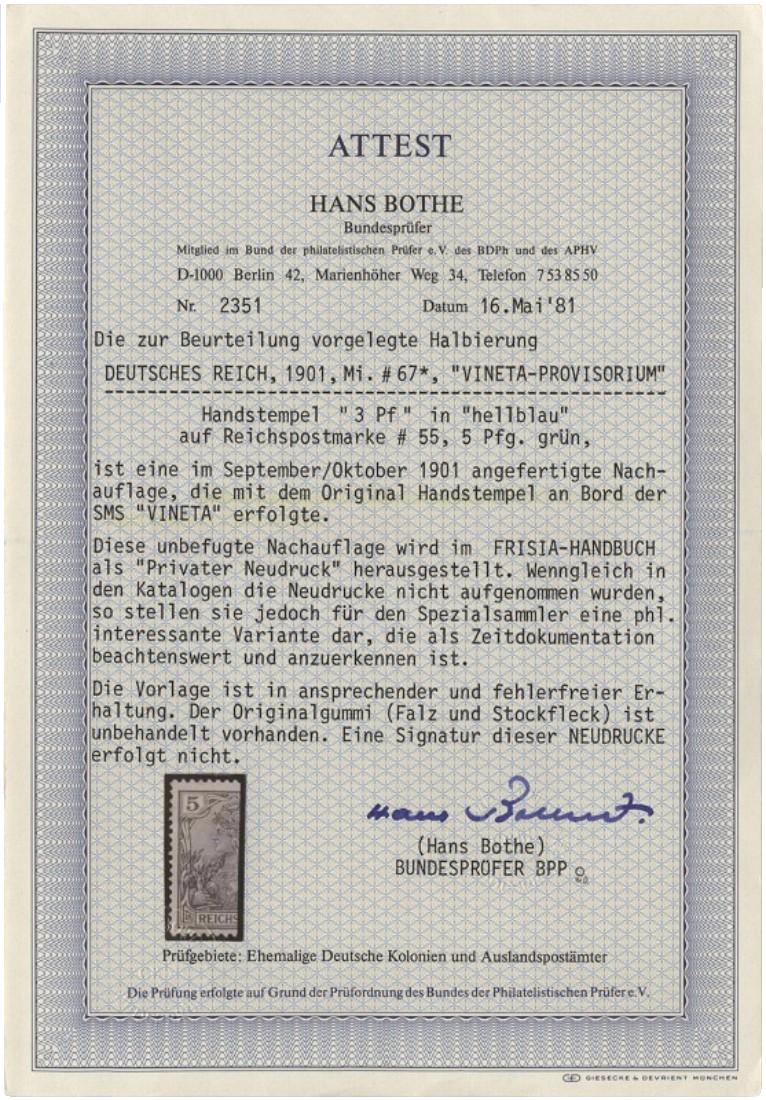 ATTEST
HANS BOTHE
Bundesprüfer
Mitglied im Bund der philatelistischen Prüfer e.V. des BDPh und des APHV
D-1000 Berlin 42, Marienhöher Weg 34, Telefon 7 53 85 50
Nr. 2351 Datum 16.Mai'81
Die zur Beurteilung vorgelegte Halbierung
DEUTSCHES REICH, 1901, Mi. # 67*, "VINETA-PROVISORIUM"
Handstempel "3 Pf" in "hellblau"
auf Reichspostmarke # 55, 5 Pfg. grün,
ist eine im September/Oktober 1901 angefertigte Nach-
auflage, die mit dem Original Handstempel an Bord der
SMS "VINETA" erfolgte.
Diese unbefugte Nachauflage wird im FRISIA-HANDBUCH
als "Privater Neudruck" herausgestellt. Wenngleich in
den Katalogen die Neudrucke nicht aufgenommen wurden,
so stellen sie jedoch für den Spezialsammler eine phl.
interessante Variante dar, die als Zeitdokumentation
beachtenswert und anzuerkennen ist.
Die Vorlage ist in ansprechender und fehlerfreier Er-
haltung. Der Originalgummi (Falz und Stockfleck) ist
unbehandelt vorhanden. Eine Signatur dieser NEUDRUCKE
erfolgt nicht.
5
REICHS
(Hans Bothe)
BUNDESPRÜFER BPP
Prüfgebiete: Ehemalige Deutsche Kolonien und Auslandspostämter
Die Prüfung erfolgte auf Grund der Prüfordnung des Bundes der Philatelistischen Prüfer e.V.
GIESECKE & DEVRIENT MÜNCHEN